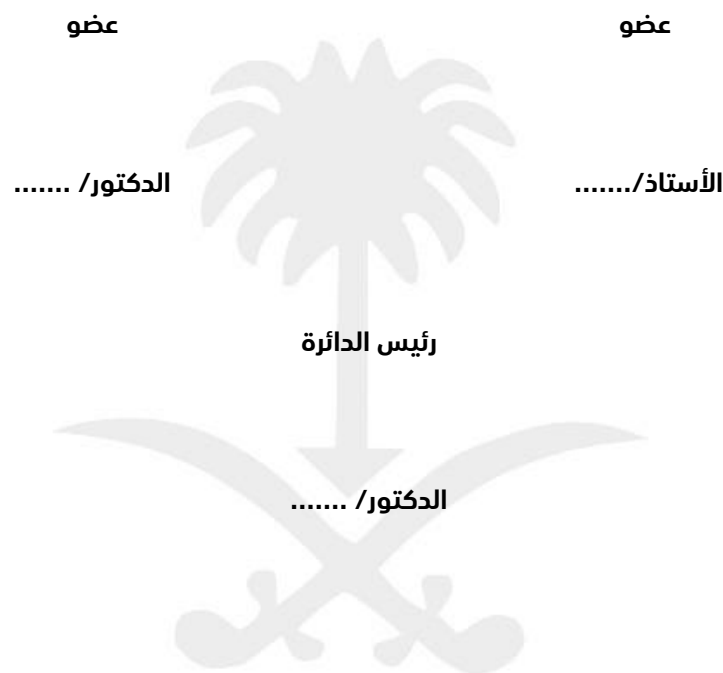 عضو عضو
الأستاذ/....... الدكتور/ .......
رئيس الدائرة
الدكتور/ .......